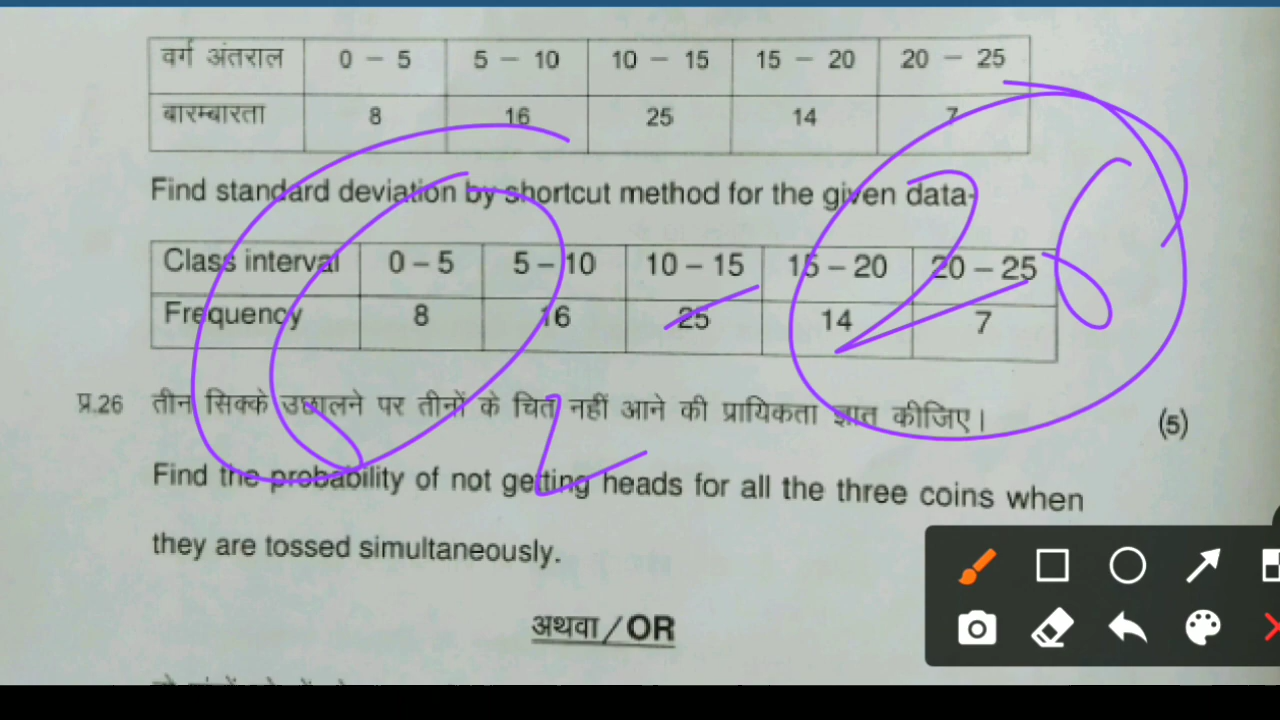 वर्ग अंतराल 0 – 5 5 – 10 10 – 15 15 – 20 20 – 25
बारम्बारता 8 16 25 14 7
Find standard deviation by shortcut method for the given data-
Class interval 0 – 5 5 – 10 10 – 15 15 – 20 20 – 25
Frequency 8 16 25 14 7
प्र.26 तीन सिक्के उछालने पर तीनों के चित नहीं आने की प्रायिकता ज्ञात कीजिए। (5)
Find the probability of not getting heads for all the three coins when
they are tossed simultaneously.
अथवा / OR